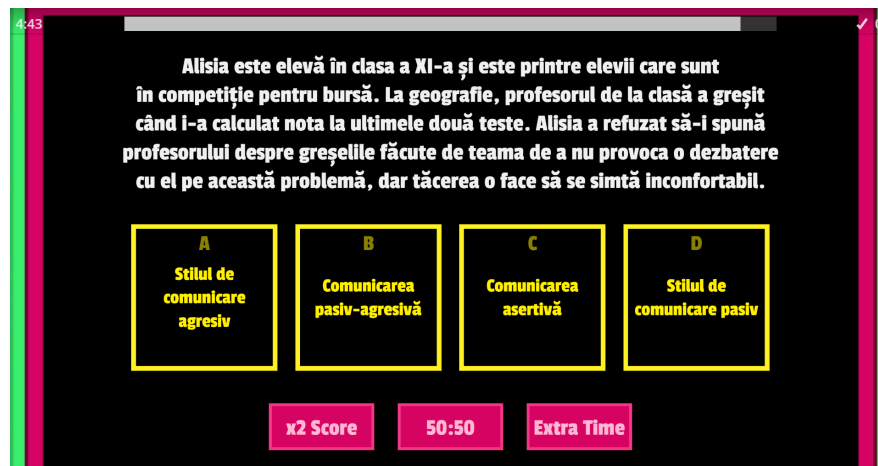 4:43
Alisia este elevă în clasa a XI-a și este printre elevii care sunt
în competiție pentru bursă. La geografie, profesorul de la clasă a greșit
când i-a calculat nota la ultimele două teste. Alisia a refuzat să-i spună
profesorului despre greșelile făcute de teama de a nu provoca o dezbatere
cu el pe această problemă, dar tăcerea o face să se simtă inconfortabil.
A
Stilul de
comunicare
agresiv
B
Comunicarea
pasiv-agresivă
C
Comunicarea
asertivă
D
Stilul de
comunicare pasiv
x2 Score
50:50
Extra Time